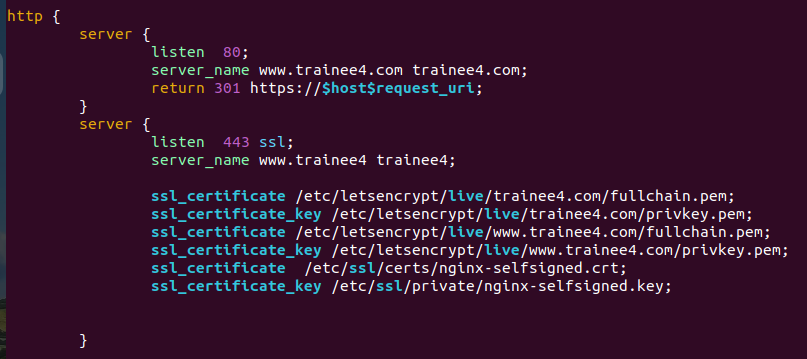 http {
server {
listen  80;
server_name www.trainee4.com trainee4.com;
return 301 https://$host$request_uri;
}
server {
listen  443 ssl;
server_name www.trainee4 trainee4;
ssl_certificate /etc/letsencrypt/live/trainee4.com/fullchain.pem;
ssl_certificate_key /etc/letsencrypt/live/trainee4.com/privkey.pem;
ssl_certificate /etc/letsencrypt/live/www.trainee4.com/fullchain.pem;
ssl_certificate_key /etc/letsencrypt/live/www.trainee4.com/privkey.pem;
ssl_certificate  /etc/ssl/certs/nginx-selfsigned.crt;
ssl_certificate_key /etc/ssl/private/nginx-selfsigned.key;
}